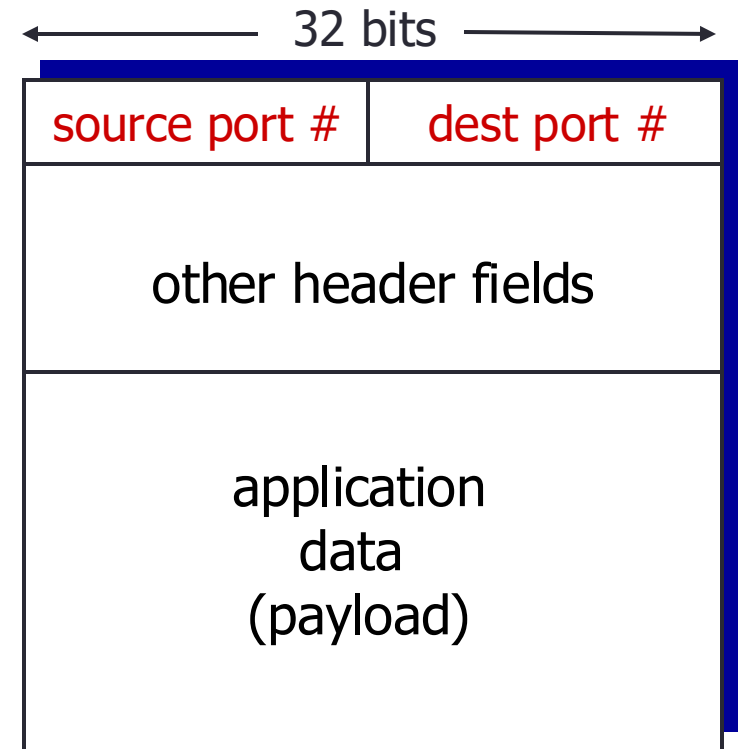 32 bits
source port # dest port #
other header fields
application
data
(payload)